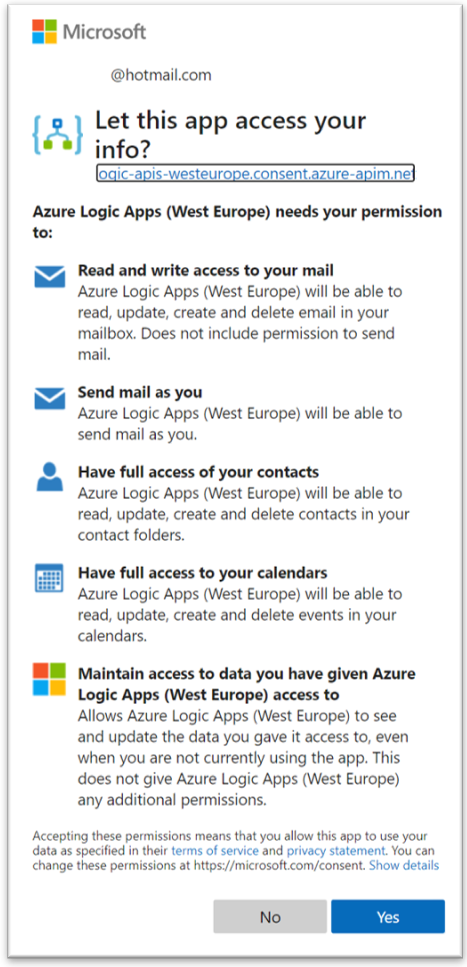 Microsoft
@hotmail.com
Let this app access your
info?
logic-apis-westeurope.consent.azure-apim.net
Azure Logic Apps (West Europe) needs your permission
to:
Read and write access to your mail
Azure Logic Apps (West Europe) will be able to
read, update, create and delete email in your
mailbox. Does not include permission to send
mail.
Send mail as you
Azure Logic Apps (West Europe) will be able to
send mail as you.
Have full access of your contacts
Azure Logic Apps (West Europe) will be able to
read, update, create and delete contacts in your
contact folders.
Have full access to your calendars
Azure Logic Apps (West Europe) will be able to
read, update, create and delete events in your
calendars.
Maintain access to data you have given Azure
Logic Apps (West Europe) access to
Allows Azure Logic Apps (West Europe) to see
and update the data you gave it access to, even
when you are not currently using the app. This
does not give Azure Logic Apps (West Europe)
any additional permissions.
Accepting these permissions means that you allow this app to use your
data as specified in their terms of service and privacy statement. You can
change these permissions at https://microsoft.com/consent. Show details
No
Yes